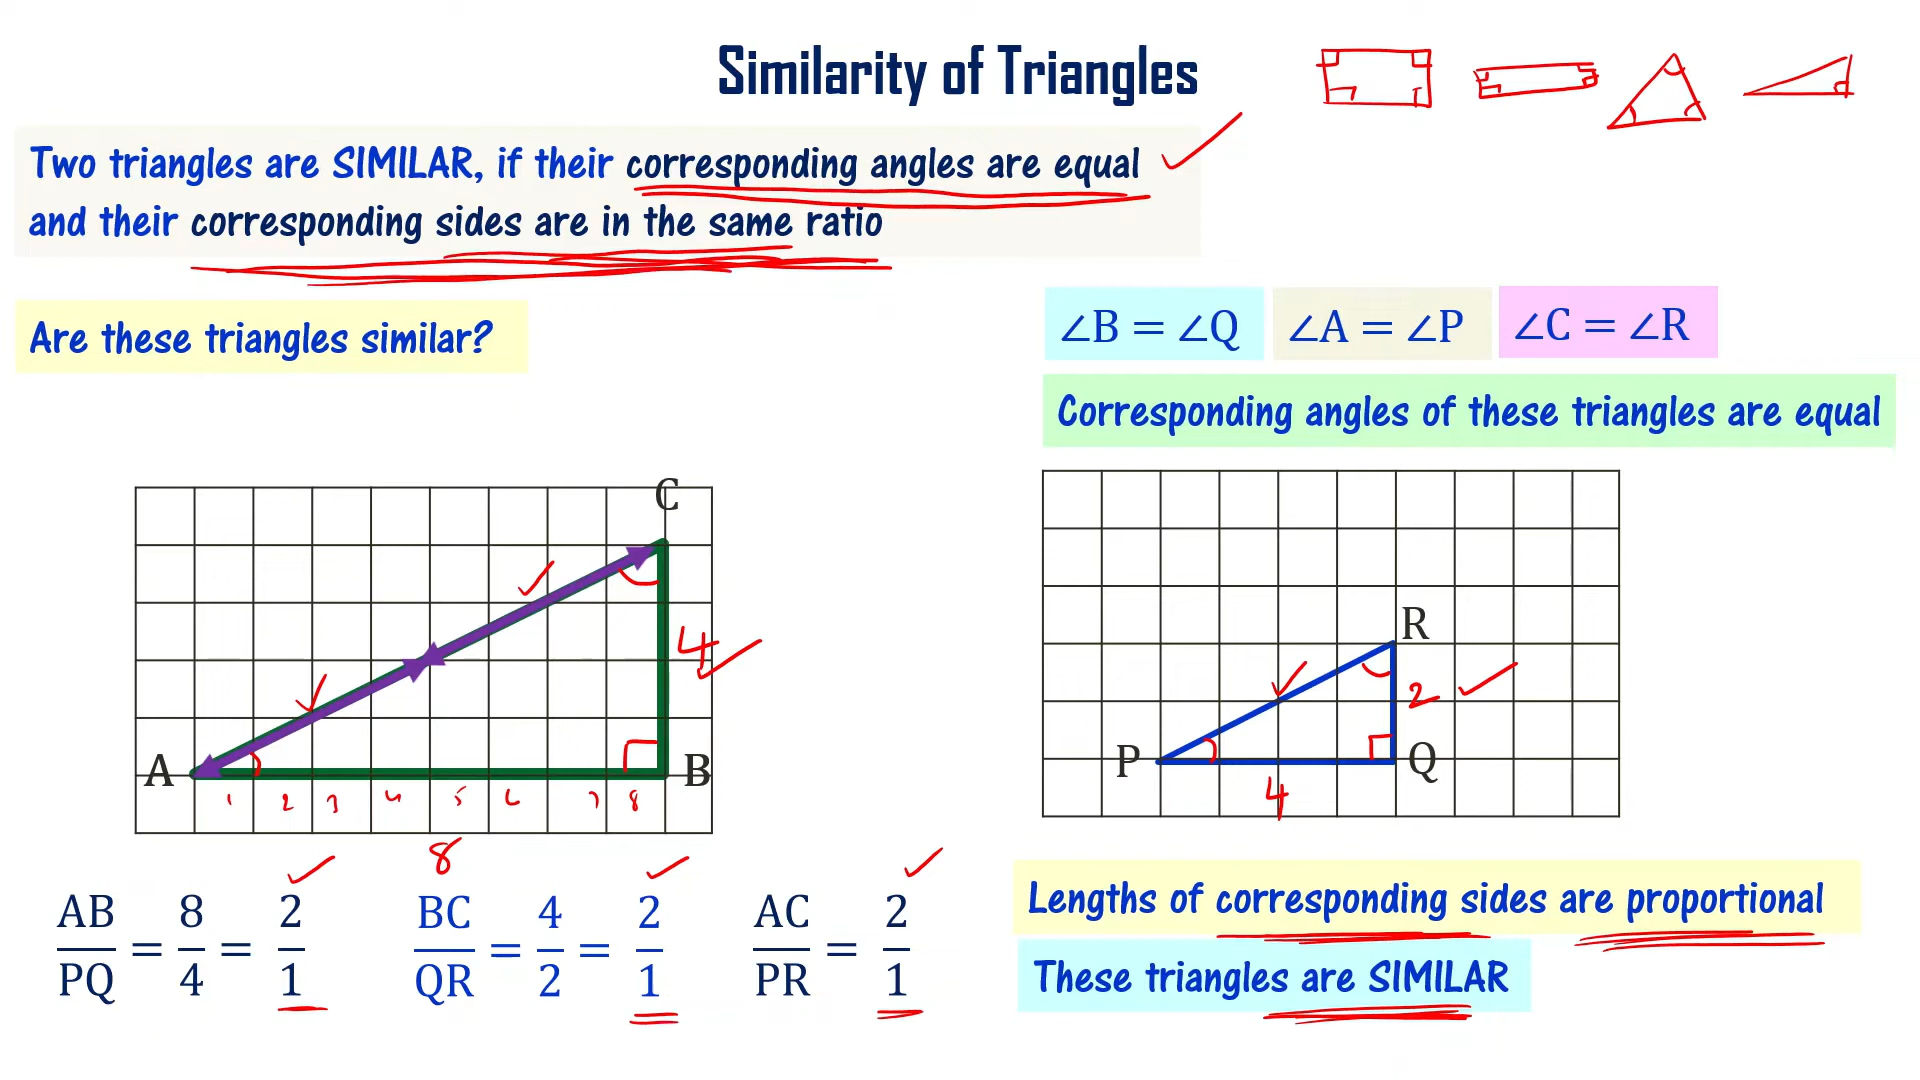 Similarity of Triangles
Two triangles are SIMILAR, if their corresponding angles are equal
and their corresponding sides are in the same ratio
Are these triangles similar?
∠B = ∠Q
∠A = ∠P
∠C = ∠R
Corresponding angles of these triangles are equal
C
4
A
B
1 2 3 4 5 6 7 8
8
R
2
P
Q
4
AB/PQ = 8/4 = 2/1
BC/QR = 4/2 = 2/1
AC/PR = 2/1
Lengths of corresponding sides are proportional
These triangles are SIMILAR